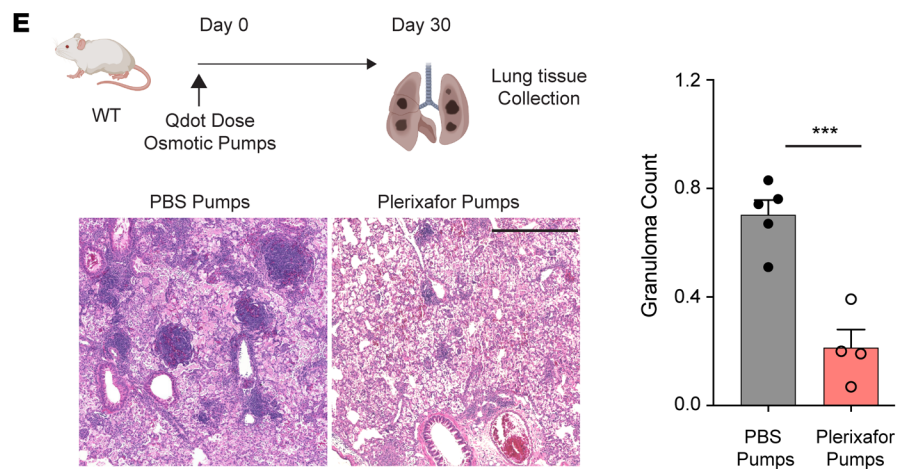 E
Day 0
Day 30
WT
Qdot Dose
Osmotic Pumps
Lung tissue
Collection
PBS Pumps
Plerixafor Pumps
Granuloma Count
1.2
0.8
0.4
0.0
***
PBS
Pumps
Plerixafor
Pumps